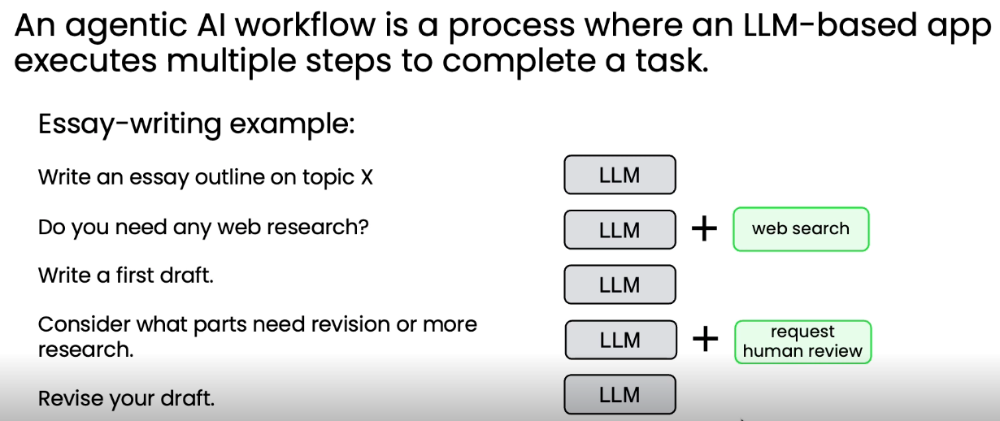 An agentic AI workflow is a process where an LLM-based app
executes multiple steps to complete a task.
Essay-writing example:
Write an essay outline on topic X
LLM
Do you need any web research?
LLM + web search
Write a first draft.
LLM
Consider what parts need revision or more
research.
LLM + request
human review
Revise your draft.
LLM